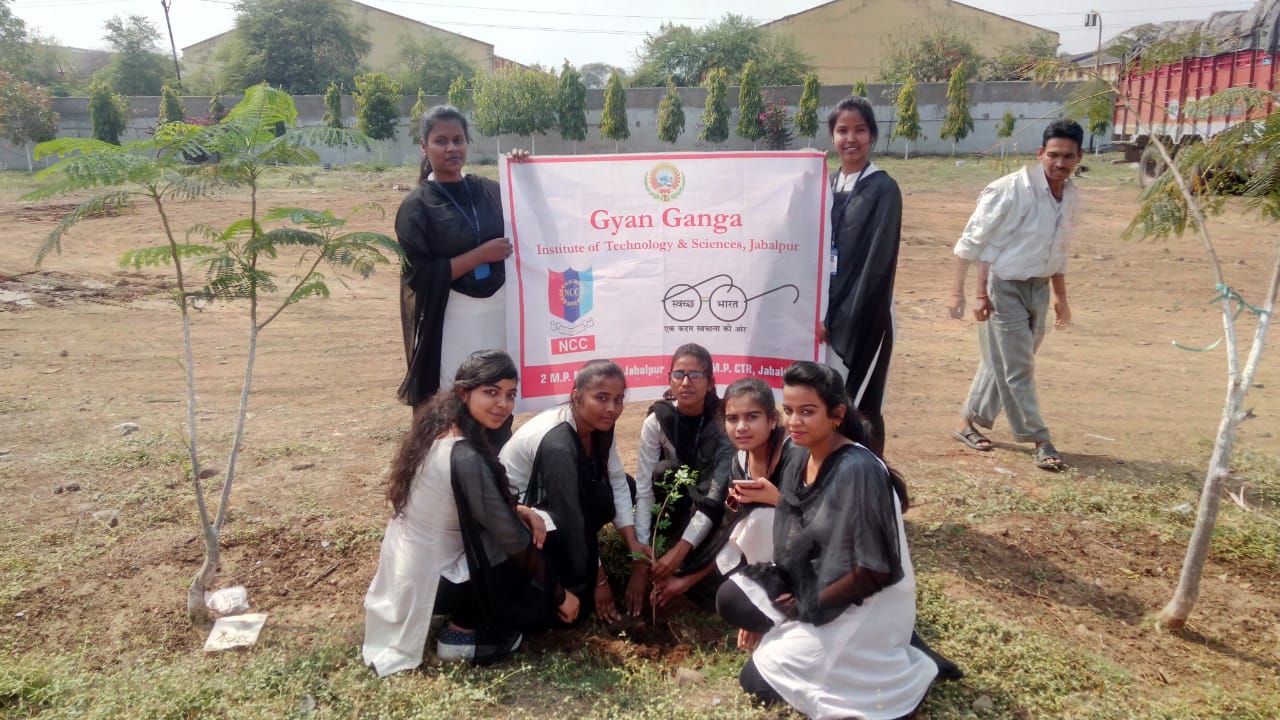 Gyan Ganga
Institute of Technology & Sciences, Jabalpur
NCC
स्वच्छ भारत
एक कदम स्वच्छता की ओर
NCC
2 M.P. Jabalpur M.P. CTR, Jabal